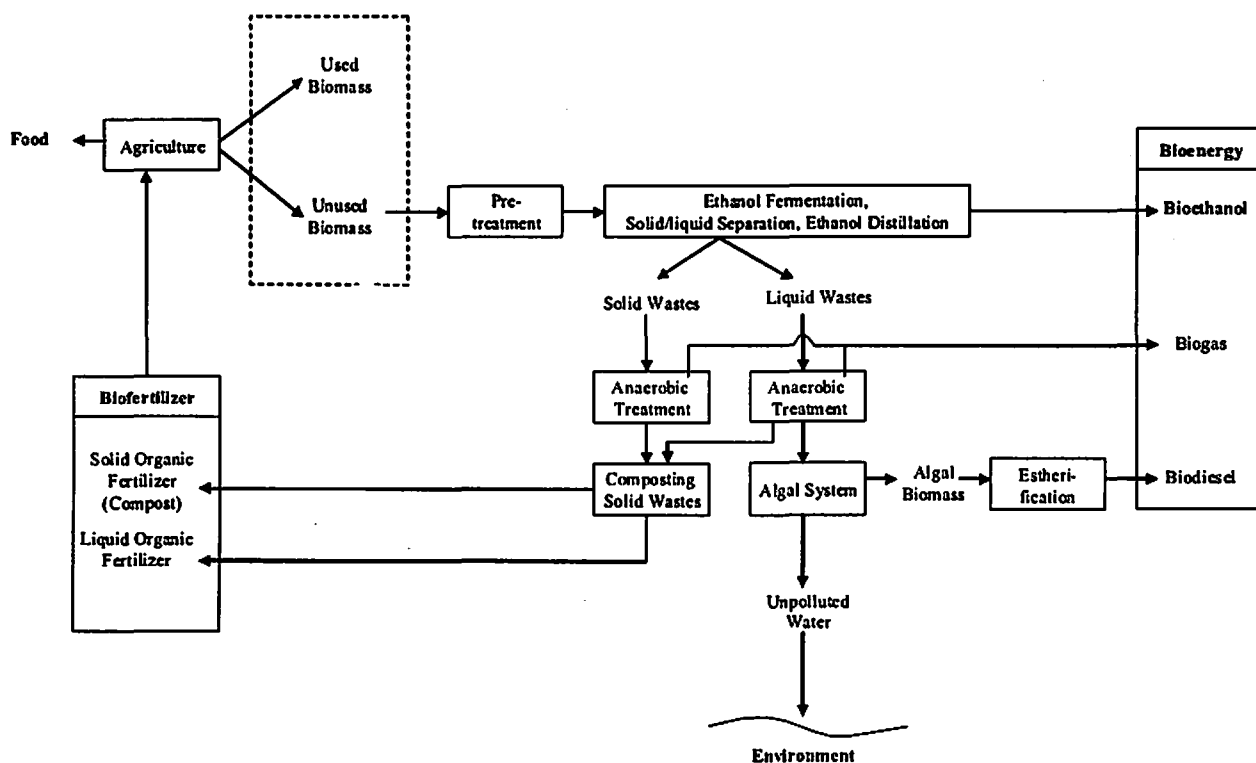 Used
Biomass
Food
Agriculture
Bioenergy
Unused
Biomass
Pre-
treatment
Ethanol Fermentation,
Solid/liquid Separation, Ethanol Distillation
Bioethanol
Solid Wastes
Liquid Wastes
Biogas
Biofertilizer
Anaerobic
Treatment
Anaerobic
Treatment
Solid Organic
Fertilizer
(Compost)
Composting
Solid Wastes
Algal System
Algal
Biomass
Estheri-
fication
Biodiesel
Liquid Organic
Fertilizer
Unpolluted
Water
Environment